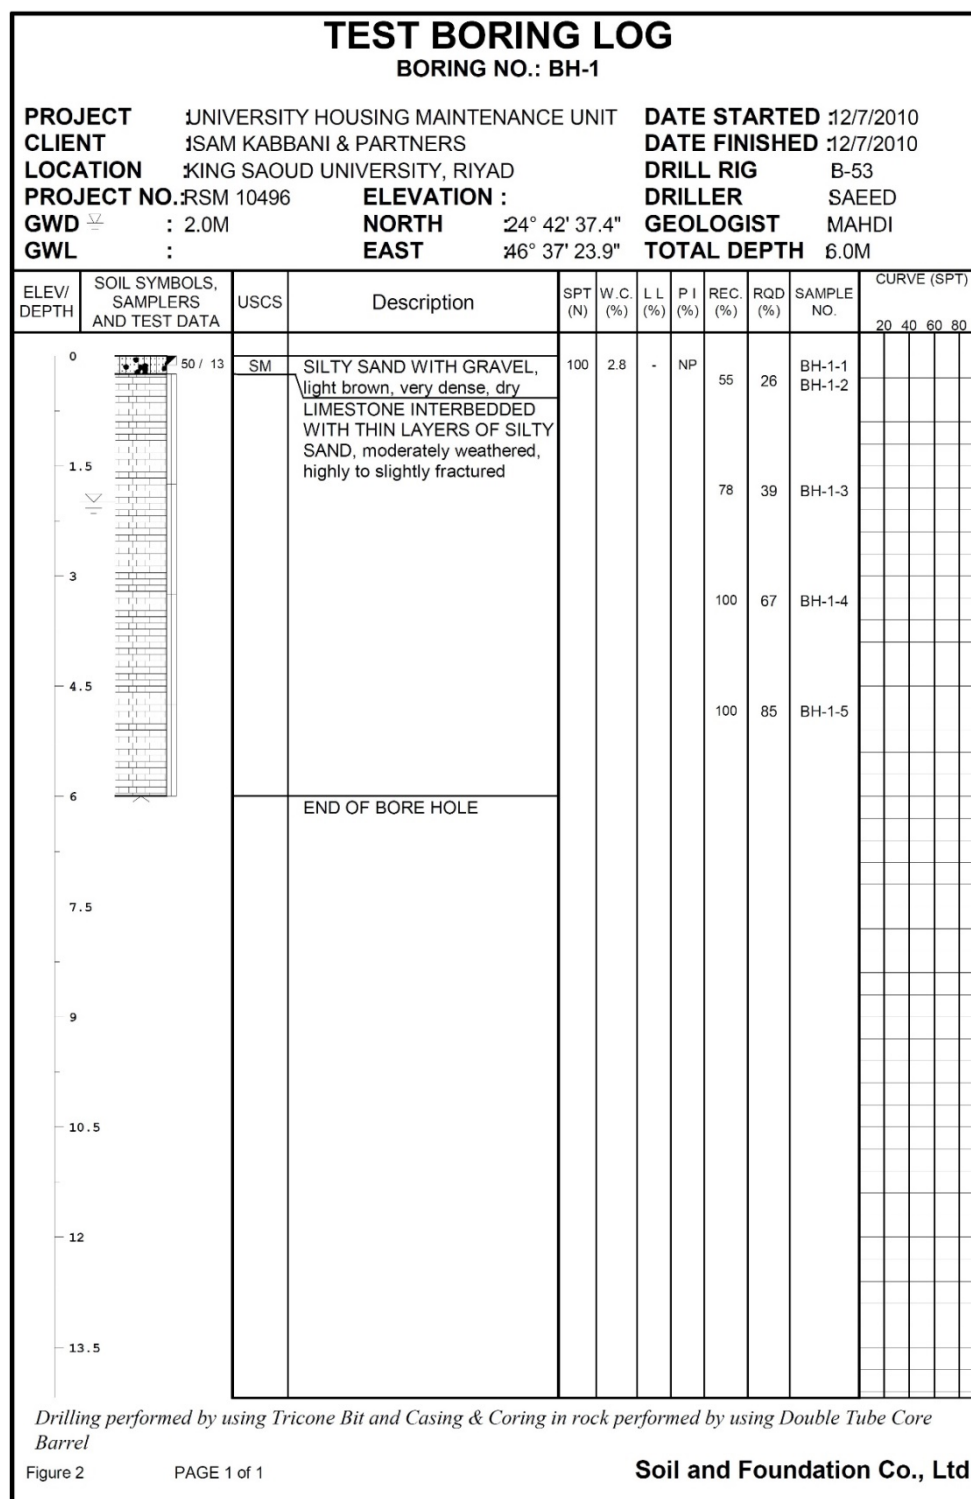 TEST BORING LOG
BORING NO.: BH-1
PROJECT :UNIVERSITY HOUSING MAINTENANCE UNIT DATE STARTED :12/7/2010
CLIENT :ISAM KABBANI & PARTNERS DATE FINISHED :12/7/2010
LOCATION :KING SAOUD UNIVERSITY, RIYAD DRILL RIG B-53
PROJECT NO.:RSM 10496 ELEVATION : DRILLER SAEED
GWD : 2.0M NORTH :24° 42' 37.4" GEOLOGIST MAHDI
GWL : EAST :46° 37' 23.9" TOTAL DEPTH 6.0M
ELEV/ DEPTH SOIL SYMBOLS, SAMPLERS AND TEST DATA USCS Description SPT (N) W.C. (%) L L (%) P I (%) REC. (%) RQD (%) SAMPLE NO. CURVE (SPT)
20 40 60 80
0 50 / 13 SM SILTY SAND WITH GRAVEL, 100 2.8 - NP BH-1-1
light brown, very dense, dry 55 26 BH-1-2
LIMESTONE INTERBEDDED
WITH THIN LAYERS OF SILTY
SAND, moderately weathered,
1.5 highly to slightly fractured
78 39 BH-1-3
3
100 67 BH-1-4
4.5
100 85 BH-1-5
6
END OF BORE HOLE
7.5
9
10.5
12
13.5
Drilling performed by using Tricone Bit and Casing & Coring in rock performed by using Double Tube Core
Barrel
Figure 2 PAGE 1 of 1 Soil and Foundation Co., Ltd